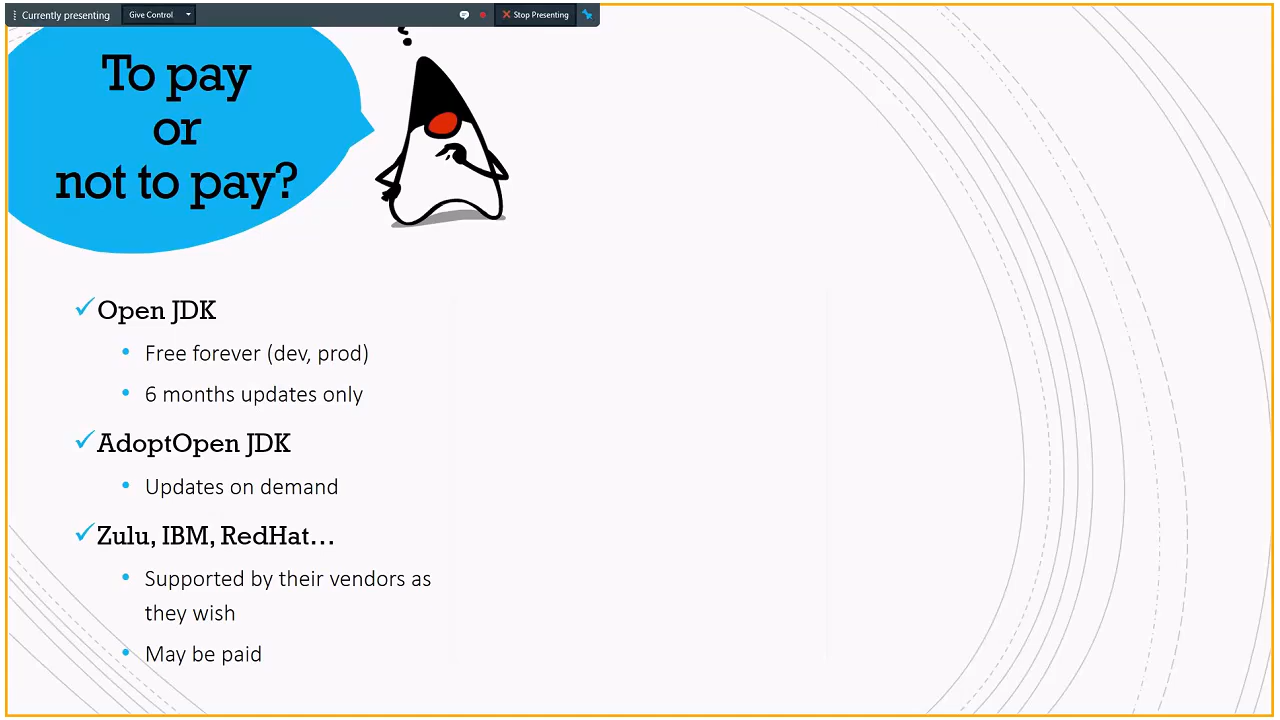 Currently presenting
Give Control
Stop Presenting
To pay
or
not to pay?
Open JDK
Free forever (dev, prod)
6 months updates only
AdoptOpen JDK
Updates on demand
Zulu, IBM, RedHat...
Supported by their vendors as
they wish
May be paid